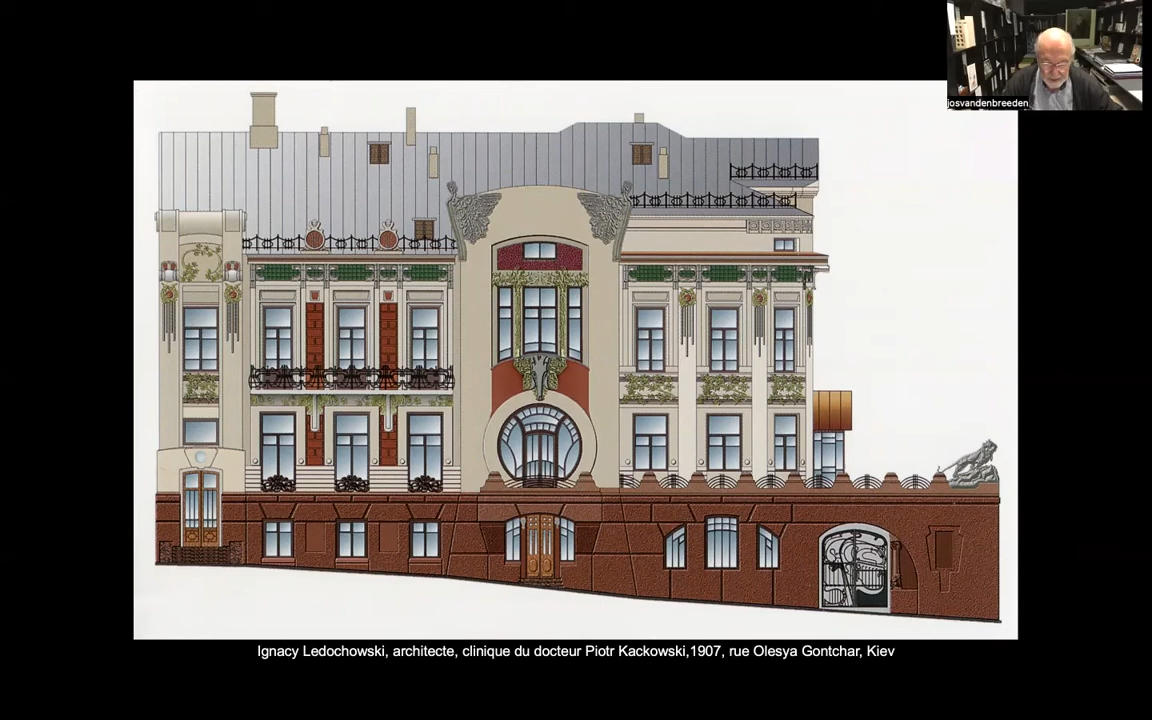 josvandenbreeden
Ignacy Ledochowski, architecte, clinique du docteur Piotr Kackowski,1907, rue Olesya Gontchar, Kiev